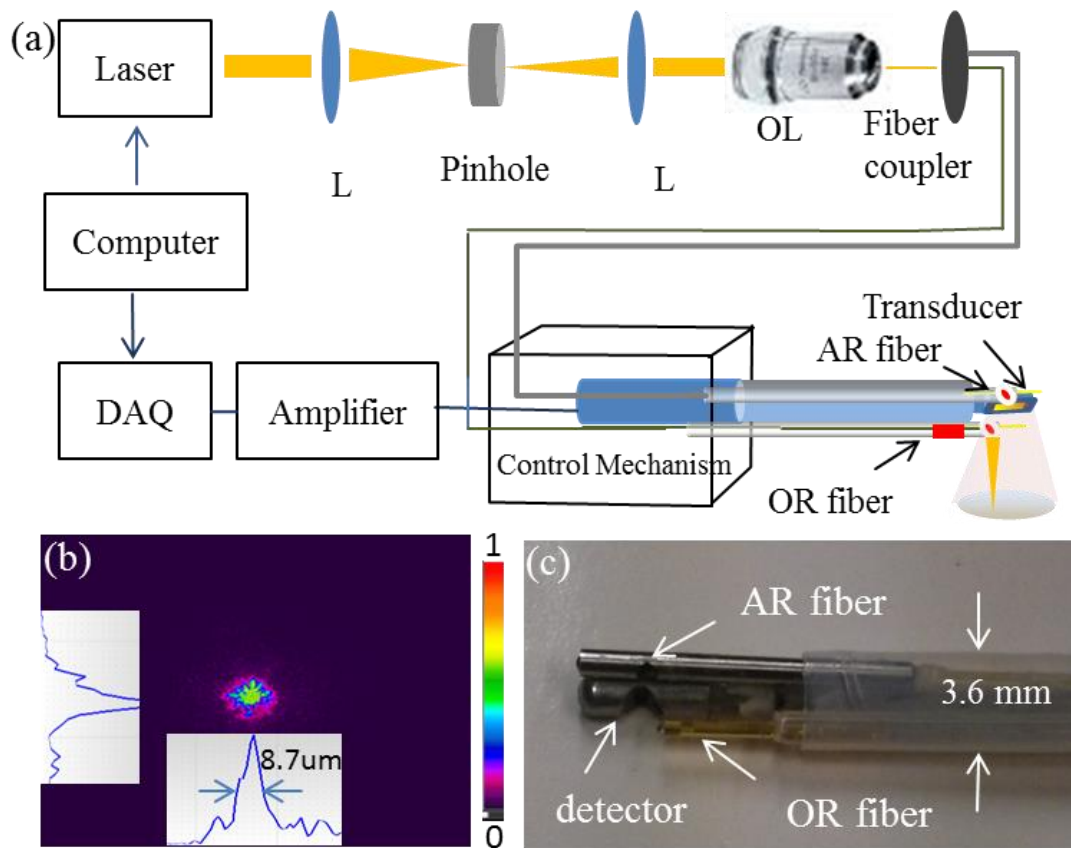 (a)
Laser
L
Pinhole
L
OL
Fiber
coupler
Computer
DAQ
Amplifier
Control Mechanism
Transducer
AR fiber
OR fiber
(b)
8.7um
1
0
(c)
AR fiber
3.6 mm
detector
OR fiber